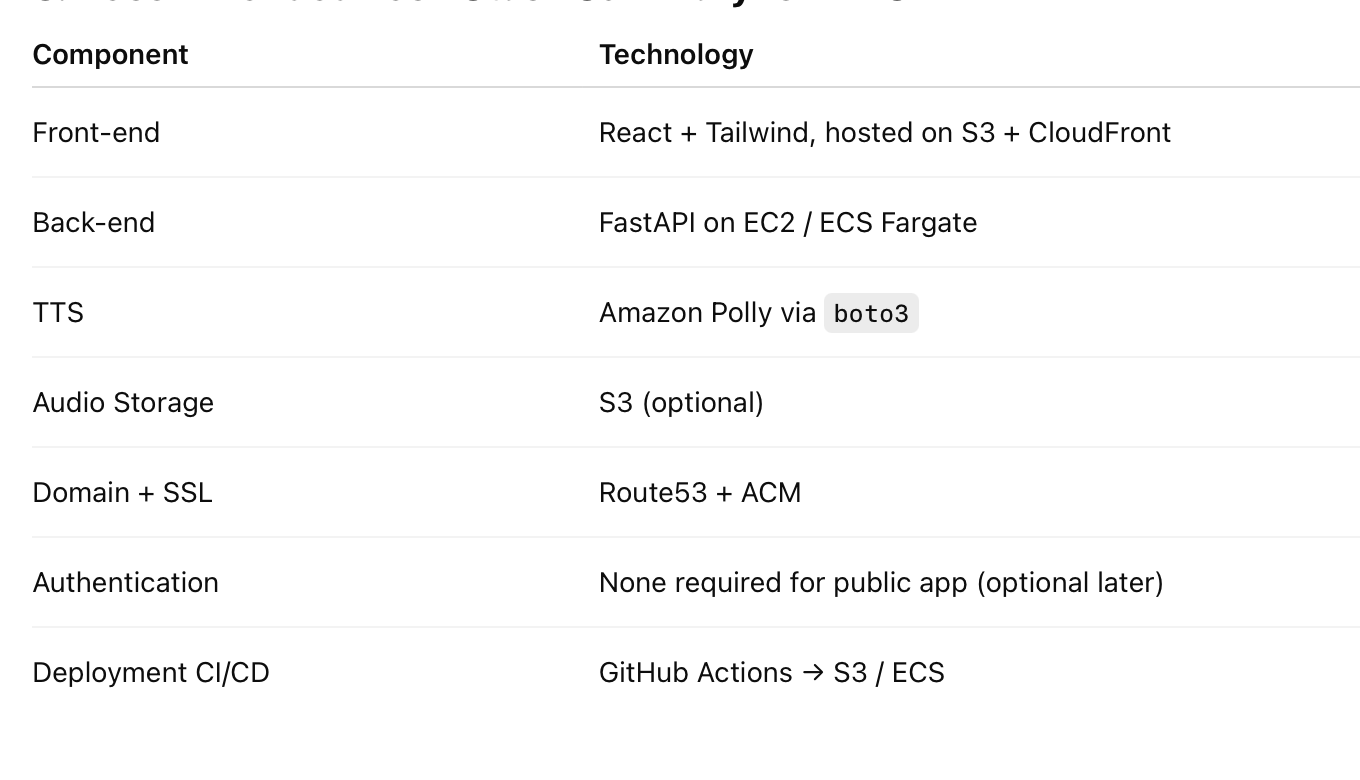 Component Technology
Front-end React + Tailwind, hosted on S3 + CloudFront
Back-end FastAPI on EC2 / ECS Fargate
TTS Amazon Polly via boto3
Audio Storage S3 (optional)
Domain + SSL Route53 + ACM
Authentication None required for public app (optional later)
Deployment CI/CD GitHub Actions → S3 / ECS